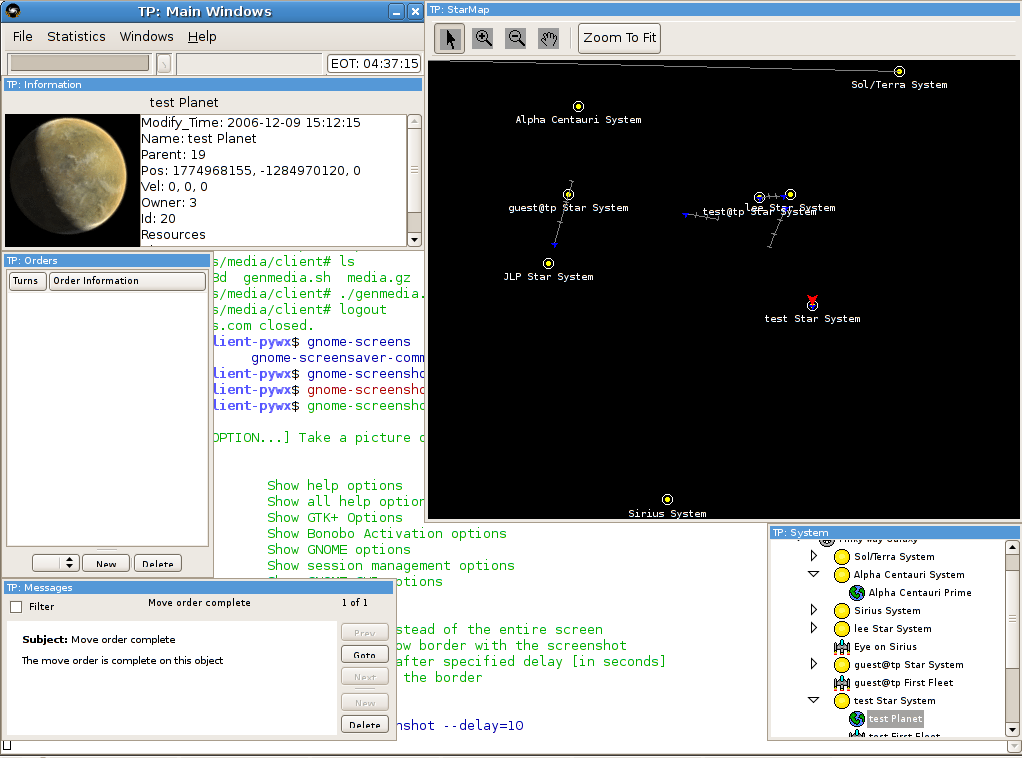 TP: Main Windows
File Statistics Windows Help
EOT: 04:37:15
TP: Information
test Planet
Modify_Time: 2006-12-09 15:12:15
Name: test Planet
Parent: 19
Pos: 1774968155, -1284970120, 0
Vel: 0, 0, 0
Owner: 3
Id: 20
Resources
TP: StarMap
Zoom To Fit
Sol/Terra System
Alpha Centauri System
guest@tp Star System
lee Star System
test@tp Star System
JLP Star System
test Star System
Sirius System
TP: Orders
Turns Order Information
New Delete
s/media/client# ls
3d genmedia.sh media.gz
s/media/client# ./genmedia.
s/media/client# logout
s.com closed.
lient-pywx$ gnome-screens
gnome-screensaver-comm
lient-pywx$ gnome-screensho
lient-pywx$ gnome-screensho
lient-pywx$ gnome-screensho
OPTION...] Take a picture o
Show help options
Show all help option
Show GTK+ Options
Show Bonobo Activation options
Show GNOME options
Show session management options
tions
stead of the entire screen
ow border with the screenshot
after specified delay [in seconds]
the border
nshot --delay=10
TP: Messages
Filter Move order complete 1 of 1
Subject: Move order complete
The move order is complete on this object
Prev
Goto
Next
New
Delete
TP: System
Milky Way Galaxy
Sol/Terra System
Alpha Centauri System
Alpha Centauri Prime
Sirius System
lee Star System
Eye on Sirius
guest@tp Star System
guest@tp First Fleet
test Star System
test Planet
test First Fleet